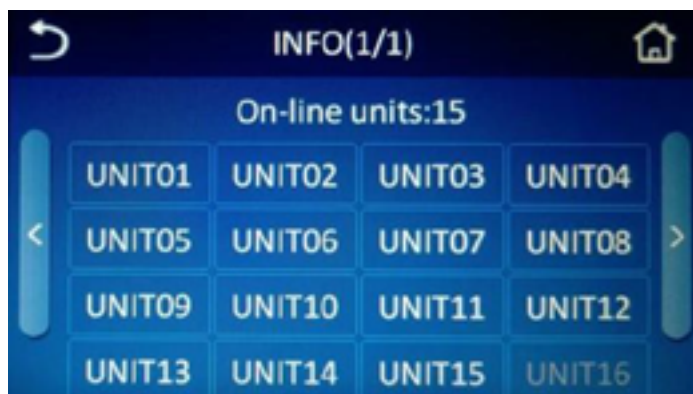 INFO(1/1)
On-line units:15
UNIT01 UNIT02 UNIT03 UNIT04
< UNIT05 UNIT06 UNIT07 UNIT08 >
UNIT09 UNIT10 UNIT11 UNIT12
UNIT13 UNIT14 UNIT15 UNIT16